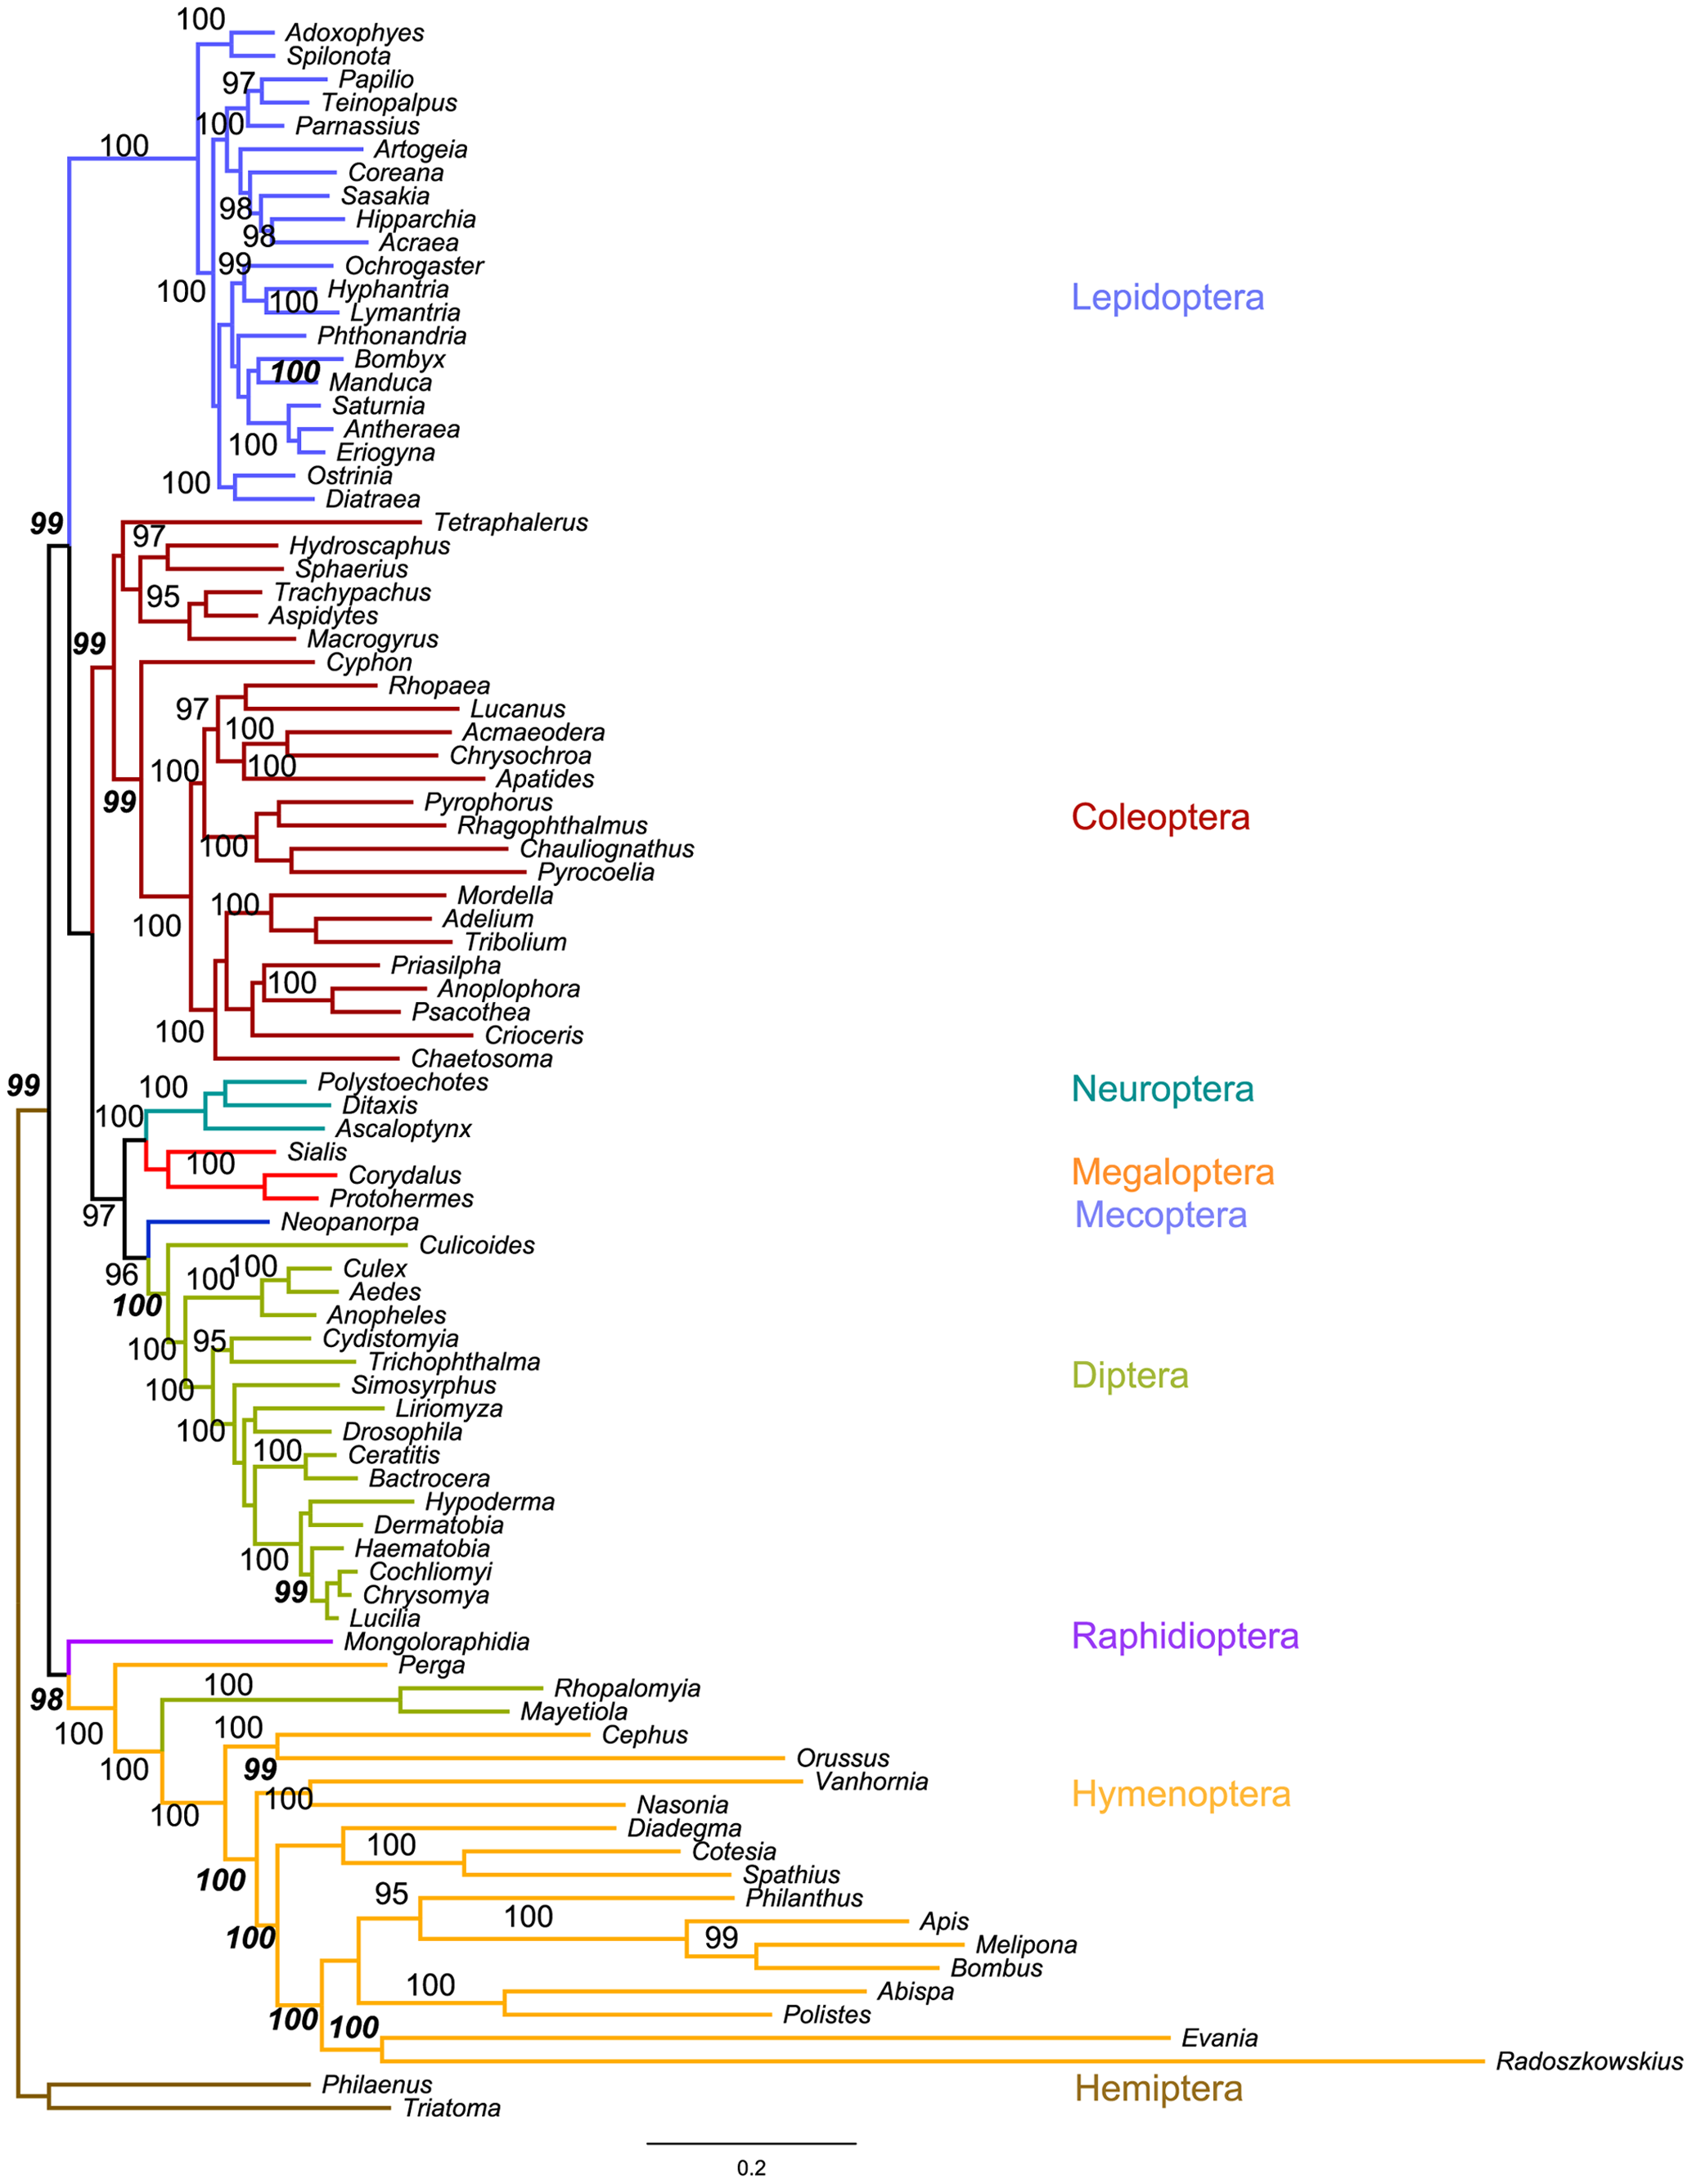 100
Adoxophyes
Spilonota
97
Papilio
Teinopalpus
100
Parnassius
100
Artogeia
Coreana
Sasakia
98
Hipparchia
98
Acraea
99
Ochrogaster
100
Hyphantria
100
Lepidoptera
Lymantria
Phthonandria
Bombyx
100
Manduca
Saturnia
Antheraea
100
Eriogyna
Ostrinia
100
Diatraea
99
Tetraphalerus
97
Hydroscaphus
Sphaerius
95
Trachypachus
Aspidytes
99
Macrogyrus
Cyphon
Rhopaea
97
Lucanus
100
Acmaeodera
Chrysochroa
100
100
Apatides
99
Pyrophorus
Coleoptera
Rhagophthalmus
100
Chauliognathus
Pyrocoelia
Mordella
100
Adelium
100
Tribolium
Priasilpha
100
Anoplophora
Psacothea
100
Crioceris
Chaetosoma
99
100
Polystoechotes
Neuroptera
Ditaxis
100
Ascaloptynx
Sialis
100
Corydalus
Megaloptera
Protohermes
97
Neopanorpa
Mecoptera
Culicoides
96
100
100
Culex
Aedes
100
Anopheles
100
95
Cydistomyia
Trichophthalma
Diptera
100
Simosyrphus
Liriomyza
100
Drosophila
100
Ceratitis
Bactrocera
Hypoderma
Dermatobia
Haematobia
100
Cochliomyi
99
Chrysomya
Lucilia
Mongoloraphidia
Raphidioptera
Perga
98
100
Rhopalomyia
Mayetiola
100
100
Cephus
100
99
Orussus
Vanhornia
100
Hymenoptera
Nasonia
100
Diadegma
100
Cotesia
100
Spathius
95
Philanthus
100
Apis
100
99
Melipona
Bombus
100
Abispa
Polistes
100
100
Evania
Radoszkowskius
Philaenus
Hemiptera
Triatoma
0.2